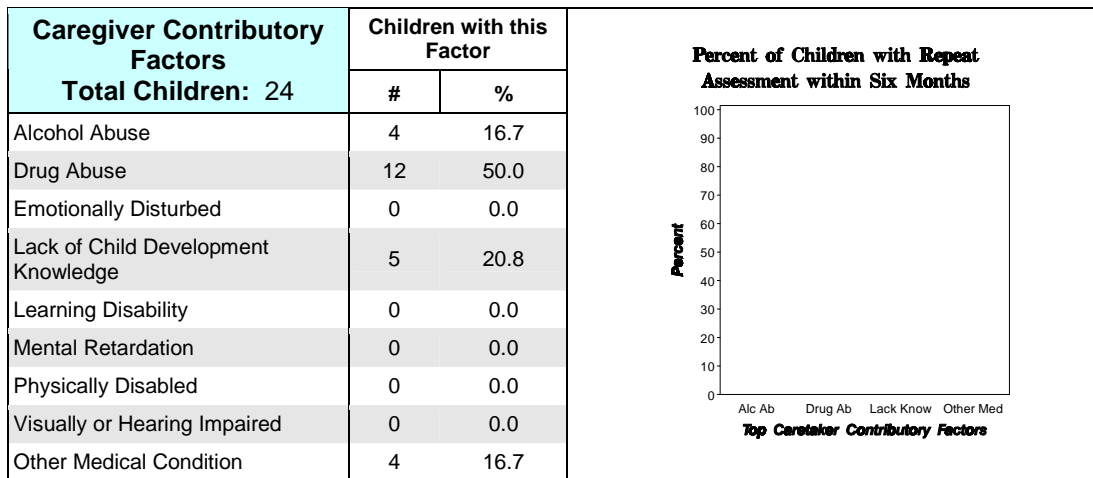 Caregiver Contributory
Factors
Total Children: 24
Children with this
Factor
# %
Alcohol Abuse 4 16.7
Drug Abuse 12 50.0
Emotionally Disturbed 0 0.0
Lack of Child Development
Knowledge 5 20.8
Learning Disability 0 0.0
Mental Retardation 0 0.0
Physically Disabled 0 0.0
Visually or Hearing Impaired 0 0.0
Other Medical Condition 4 16.7
Percent of Children with Repeat
Assessment within Six Months
100
90
80
70
60
50
40
30
20
10
0
Percent
Alc Ab Drug Ab Lack Know Other Med
Top Caretaker Contributory Factors